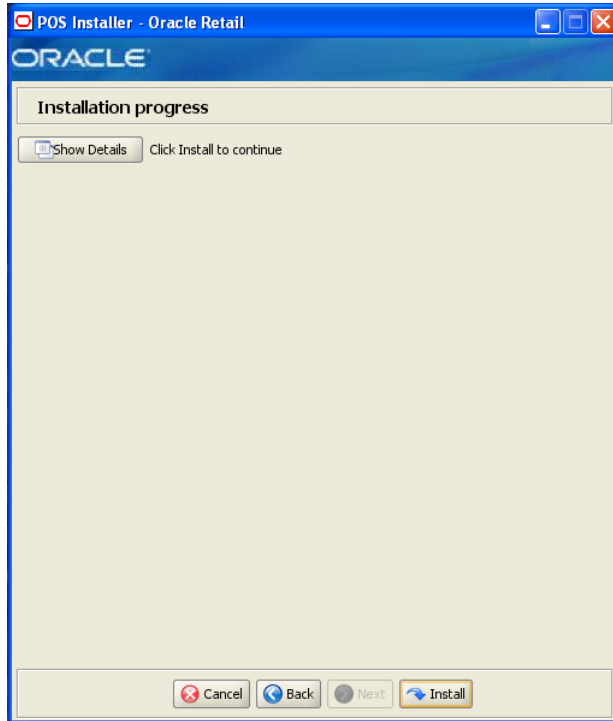 POS Installer - Oracle Retail
ORACLE
Installation progress
Show Details Click Install to continue
Cancel Back Next Install